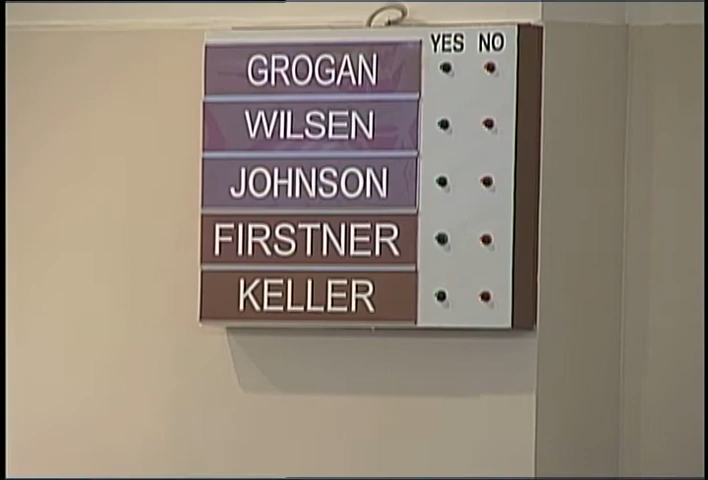 YES NO
GROGAN
WILSEN
JOHNSON
FIRSTNER
KELLER